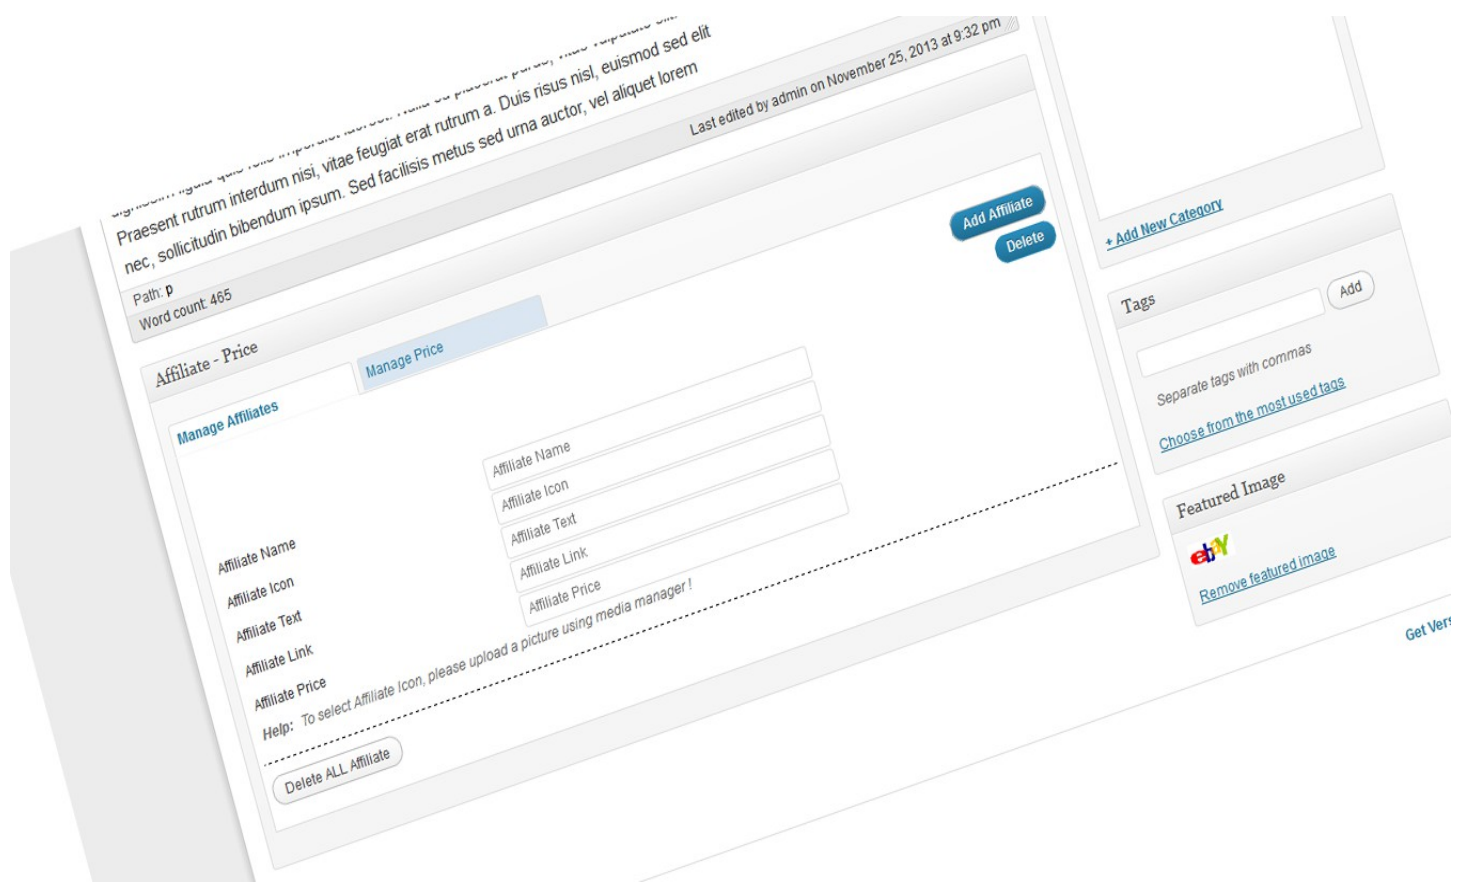 Praesent rutrum interdum nisi, vitae feugiat erat rutrum a. Duis risus nisl, euismod sed elit
nec, sollicitudin bibendum ipsum. Sed facilisis metus sed urna auctor, vel aliquet lorem
Path: p
Word count: 465
Last edited by admin on November 25, 2013 at 9:32 pm
Affiliate - Price
Manage Affiliates
Manage Price
Add Affiliate
Delete
Affiliate Name
Affiliate Name
Affiliate Icon
Affiliate Icon
Affiliate Text
Affiliate Text
Affiliate Link
Affiliate Link
Affiliate Price
Affiliate Price
Help: To select Affiliate Icon, please upload a picture using media manager !
Delete ALL Affiliate
+ Add New Category
Tags
Add
Separate tags with commas
Choose from the most used tags
Featured Image
ebay
Remove featured image
Get Vers